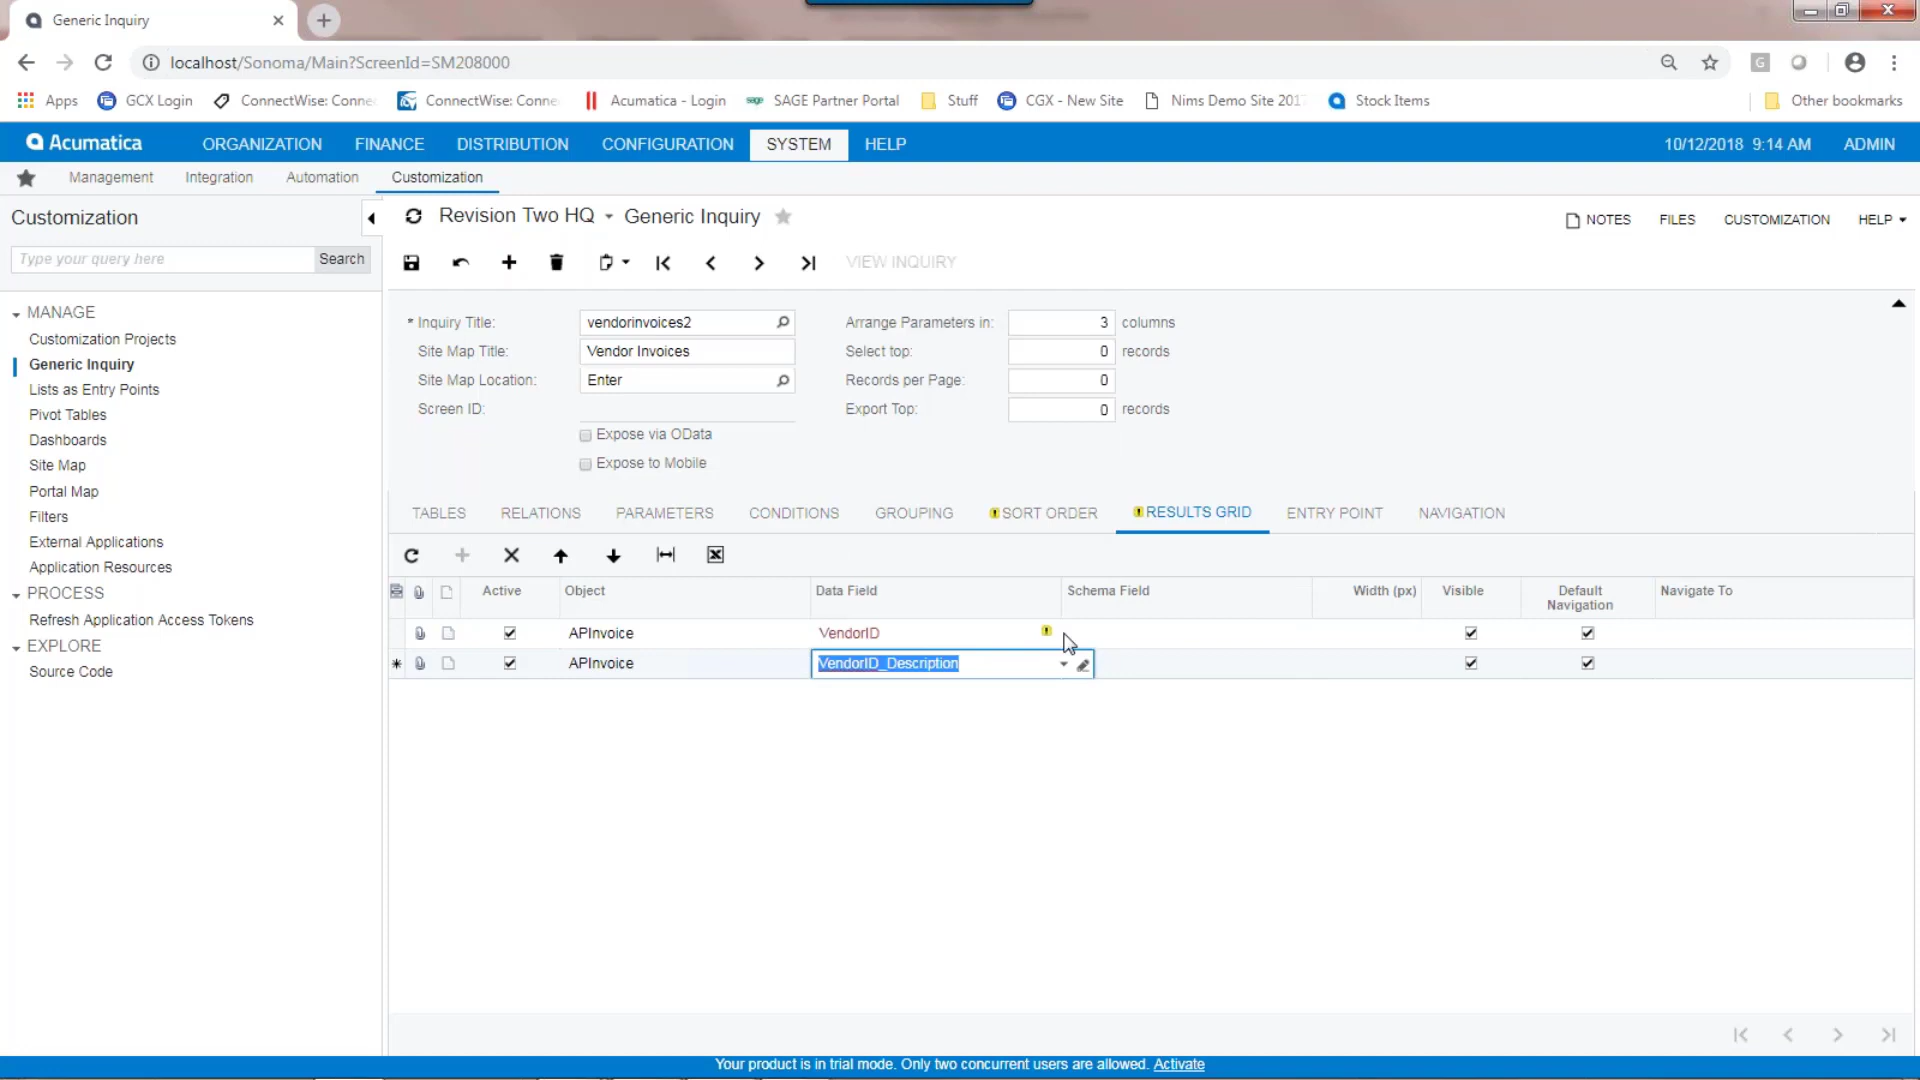 Generic Inquiry
localhost/Sonoma/Main?ScreenId=SM208000
Apps
GCX Login
ConnectWise: Conne
ConnectWise: Conne
Acumatica - Login
sage
SAGE Partner Portal
Stuff
CGX - New Site
Nims Demo Site 201
Stock Items
Other bookmarks
Acumatica
ORGANIZATION
FINANCE
DISTRIBUTION
CONFIGURATION
SYSTEM
HELP
10/12/2018 9:14 AM
ADMIN
Management
Integration
Automation
Customization
Customization
Revision Two HQ
Generic Inquiry
NOTES
FILES
CUSTOMIZATION
HELP
Type your query here
Search
VIEW INQUIRY
MANAGE
Customization Projects
Generic Inquiry
Lists as Entry Points
Pivot Tables
Dashboards
Site Map
Portal Map
Filters
External Applications
Application Resources
PROCESS
Refresh Application Access Tokens
EXPLORE
Source Code
* Inquiry Title: vendorinvoices2
Arrange Parameters in: 3 columns
Site Map Title: Vendor Invoices
Select top: 0 records
Site Map Location: Enter
Records per Page: 0
Screen ID:
Export Top: 0 records
Expose via OData
Expose to Mobile
TABLES
RELATIONS
PARAMETERS
CONDITIONS
GROUPING
SORT ORDER
RESULTS GRID
ENTRY POINT
NAVIGATION
Active
Object
Data Field
Schema Field
Width (px)
Visible
Default
Navigation
Navigate To
APInvoice
VendorID
APInvoice
VendorID_Description
Your product is in trial mode. Only two concurrent users are allowed. Activate